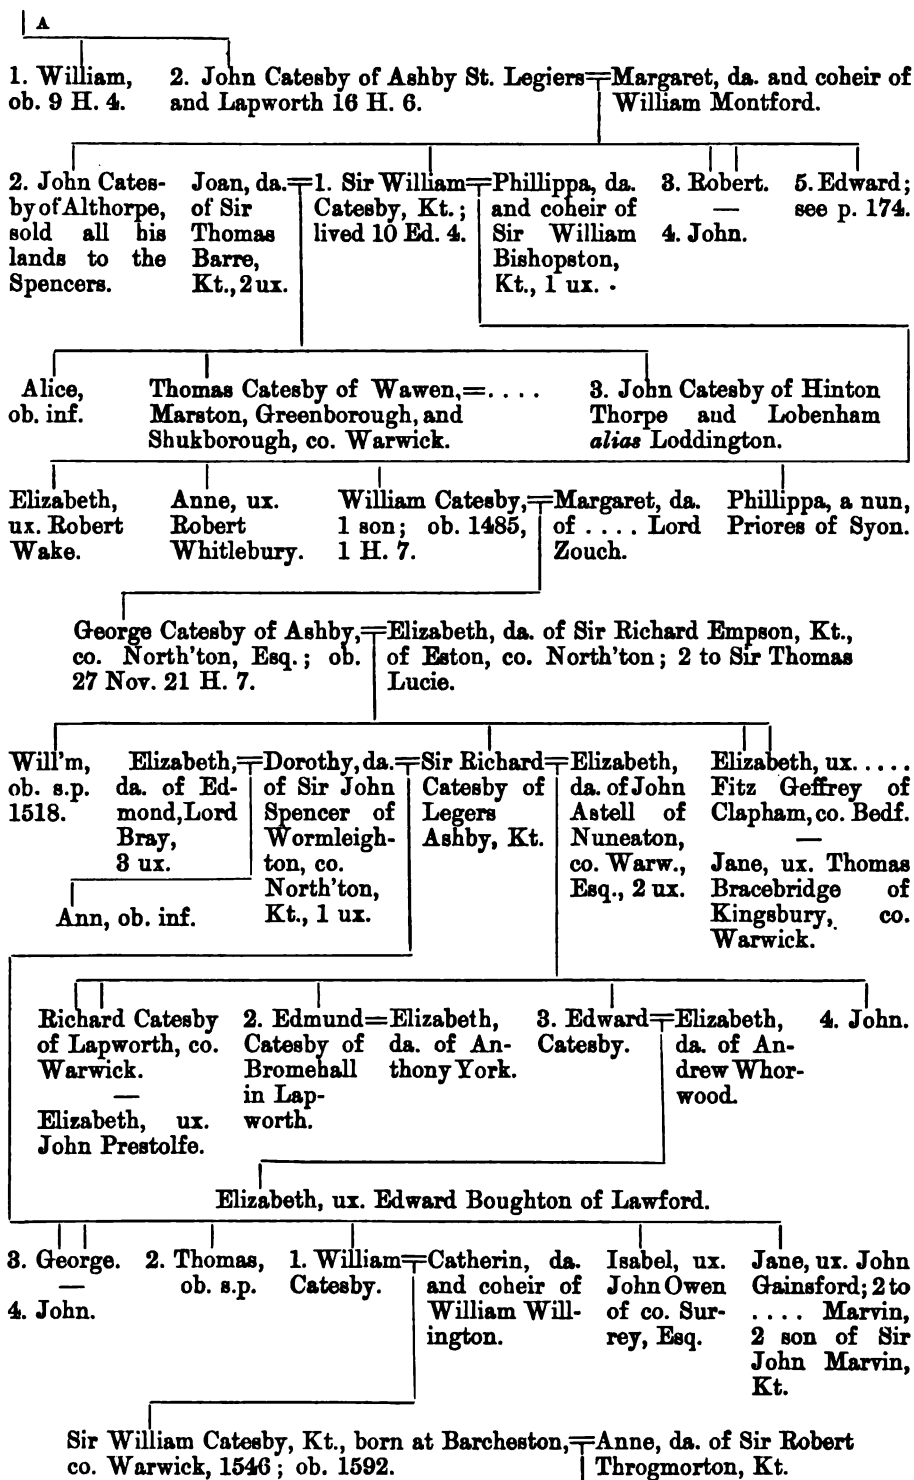 A
1. William,
ob. 9 H. 4.
2. John Catesby of Ashby St. Legiers=
and Lapworth 16 H. 6.
Margaret, da. and coheir of
William Montford.
2. John Cates-
by of Althorpe,
sold all his
lands to the
Spencers.
Joan, da.=
of Sir
Thomas
Barre,
Kt., 2 ux.
1. Sir William=
Catesby, Kt.;
lived 10 Ed. 4.
Phillippa, da.
and coheir of
Sir William
Bishopston,
Kt., 1 ux.
3. Robert.
—
4. John.
5. Edward;
see p. 174.
Alice,
ob. inf.
Thomas Catesby of Wawen,=....
Marston, Greenborough, and
Shukborough, co. Warwick.
3. John Catesby of Hinton
Thorpe and Lobenham
alias Loddington.
Elizabeth,
ux. Robert
Wake.
Anne, ux.
Robert
Whitlebury.
William Catesby,=
1 son; ob. 1485,
1 H. 7.
Margaret, da.
of .... Lord
Zouch.
Phillippa, a nun,
Priores of Syon.
George Catesby of Ashby,=
co. North'ton, Esq.; ob.
27 Nov. 21 H. 7.
Elizabeth, da. of Sir Richard Empson, Kt.,
of Eston, co. North'ton; 2 to Sir Thomas
Lucie.
Will'm,
ob. s.p.
1518.
Elizabeth,=
da. of Ed-
mond, Lord
Bray,
3 ux.
Dorothy, da.=
of Sir John
Spencer of
Wormleigh-
ton, co.
North'ton,
Kt., 1 ux.
Sir Richard=
Catesby of
Legers
Ashby, Kt.
Elizabeth,
da. of John
Astell of
Nuneaton,
co. Warw.,
Esq., 2 ux.
Elizabeth, ux.....
Fitz Geffrey of
Clapham, co. Bedf.
—
Jane, ux. Thomas
Bracebridge of
Kingsbury, co.
Warwick.
Ann, ob. inf.
Richard Catesby
of Lapworth, co.
Warwick.
—
Elizabeth, ux.
John Prestolfe.
2. Edmund=
Catesby of
Bromehall
in Lap-
worth.
Elizabeth,
da. of An-
thony York.
3. Edward=
Catesby.
Elizabeth,
da. of An-
drew Whor-
wood.
4. John.
Elizabeth, ux. Edward Boughton of Lawford.
3. George.
—
4. John.
2. Thomas,
ob. s.p.
1. William=
Catesby.
Catherin, da.
and coheir of
William Will-
ington.
Isabel, ux.
John Owen
of co. Sur-
rey, Esq.
Jane, ux. John
Gainsford; 2 to
.... Marvin,
2 son of Sir
John Marvin,
Kt.
Sir William Catesby, Kt., born at Barcheston,=
co. Warwick, 1546; ob. 1592.
Anne, da. of Sir Robert
Throgmorton, Kt.